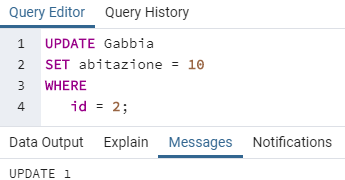 Query Editor Query History
1 UPDATE Gabbia
2 SET abitazione = 10
3 WHERE
4 id = 2;
Data Output Explain Messages Notifications
UPDATE 1